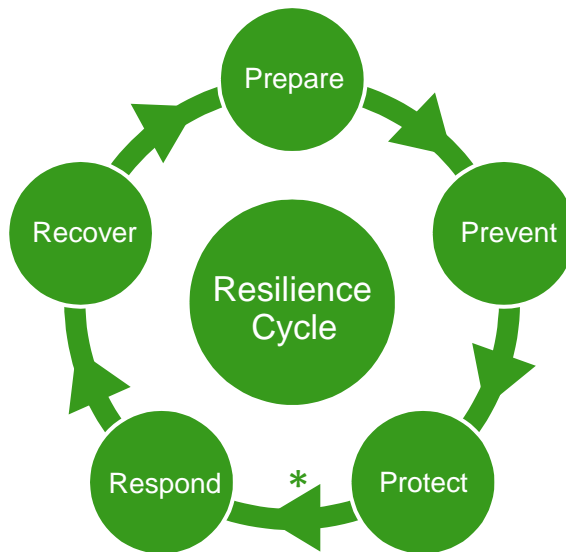 Prepare
Recover
Prevent
Resilience
Cycle
Respond
*
Protect